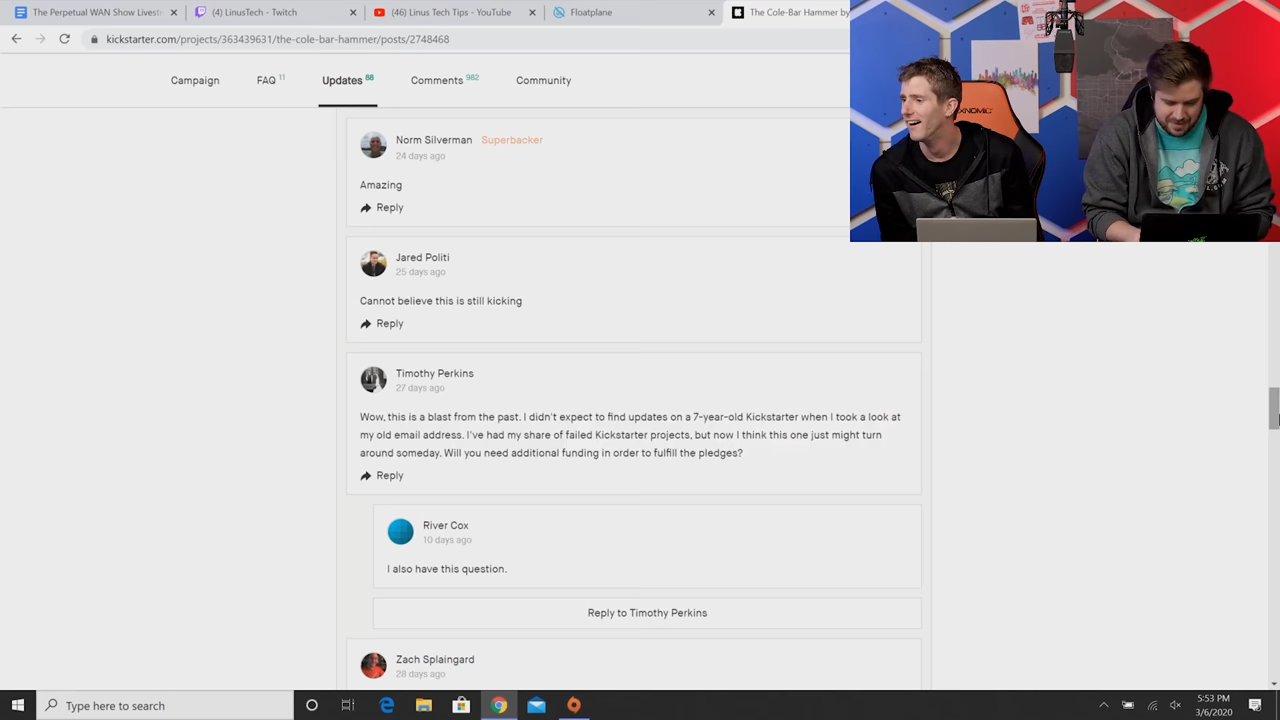 The Perpetual WAN Show Livest
(4) LinusTech - Twitch
(46) Linus Tech Tips - YouTube
Floatplane
The Cole-Bar Hammer by
kickstarter.com/projects/363439631/the-cole-bar-hammer/posts/2748468
Campaign
FAQ 11
Updates 88
Comments 982
Community
Norm Silverman Superbacker
24 days ago
Amazing
Reply
Jared Politi
25 days ago
Cannot believe this is still kicking
Reply
Timothy Perkins
27 days ago
Wow, this is a blast from the past. I didn't expect to find updates on a 7-year-old Kickstarter when I took a look at
my old email address. I've had my share of failed Kickstarter projects, but now I think this one just might turn
around someday. Will you need additional funding in order to fulfill the pledges?
Reply
River Cox
10 days ago
I also have this question.
Reply to Timothy Perkins
Zach Splaingard
28 days ago
Type here to search
5:53 PM
3/6/2020